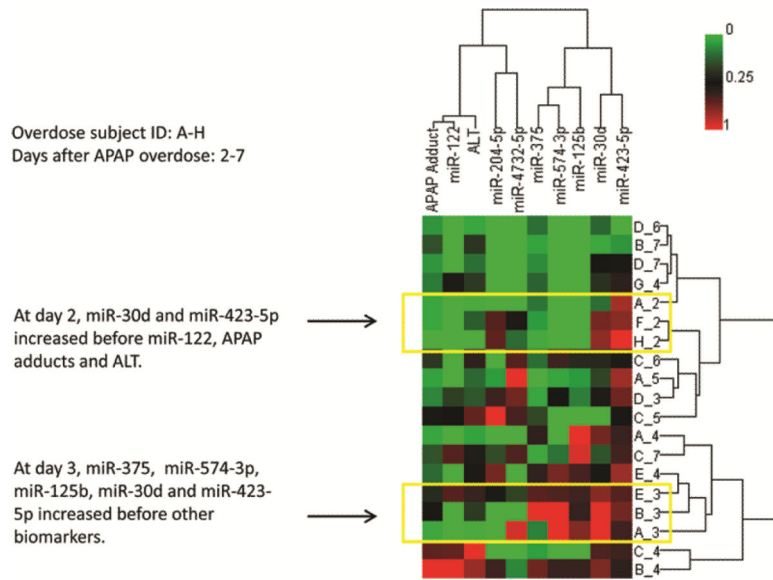 0
0.25
1
Overdose subject ID: A-H
Days after APAP overdose: 2-7
APAP Adduct
miR-122
ALT
miR-204-5p
miR-4732-5p
miR-375
miR-574-3p
miR-125b
miR-30d
miR-423-5p
D_6
B_7
D_7
G_4
A_2
F_2
H_2
C_6
A_5
D_3
C_5
A_4
C_7
E_4
E_3
B_3
A_3
C_4
B_4
At day 2, miR-30d and miR-423-5p
increased before miR-122, APAP
adducts and ALT.
At day 3, miR-375, miR-574-3p,
miR-125b, miR-30d and miR-423-
5p increased before other
biomarkers.